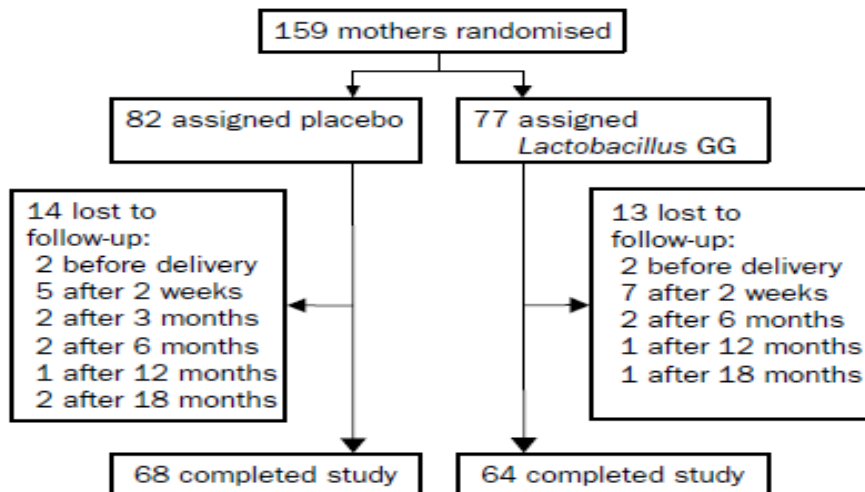 159 mothers randomised
82 assigned placebo
77 assigned
Lactobacillus GG
14 lost to
follow-up:
2 before delivery
5 after 2 weeks
2 after 3 months
2 after 6 months
1 after 12 months
2 after 18 months
13 lost to
follow-up:
2 before delivery
7 after 2 weeks
2 after 6 months
1 after 12 months
1 after 18 months
68 completed study
64 completed study